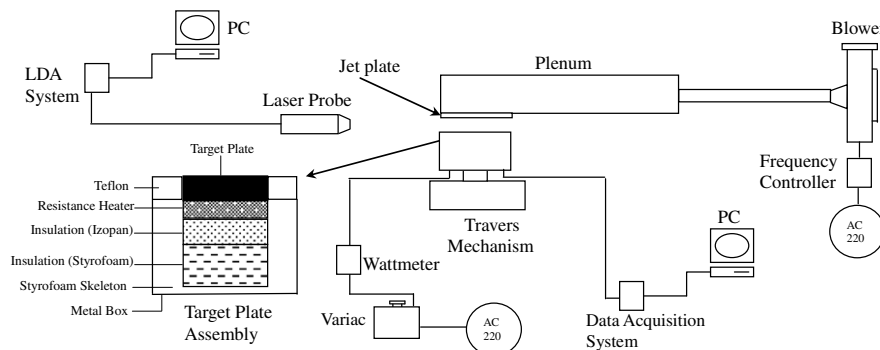 PC
Blower
LDA
System
Jet plate
Plenum
Laser Probe
Target Plate
Teflon
Resistance Heater
Insulation (Izopan)
Insulation (Styrofoam)
Styrofoam Skeleton
Metal Box
Target Plate
Assembly
Travers
Mechanism
Wattmeter
Variac
AC
220
Frequency
Controller
AC
220
PC
Data Acquisition
System